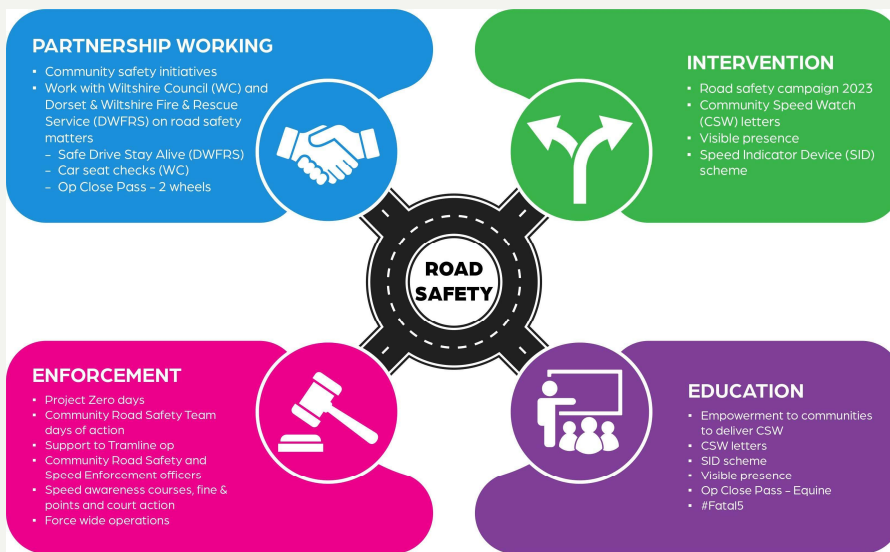 PARTNERSHIP WORKING
▪ Community safety initiatives
▪ Work with Wiltshire Council (WC) and
Dorset & Wiltshire Fire & Rescue
Service (DWFRS) on road safety
matters
– Safe Drive Stay Alive (DWFRS)
– Car seat checks (WC)
– Op Close Pass – 2 wheels
INTERVENTION
▪ Road safety campaign 2023
▪ Community Speed Watch
(CSW) letters
▪ Visible presence
▪ Speed Indicator Device (SID)
scheme
ROAD
SAFETY
ENFORCEMENT
▪ Project Zero days
▪ Community Road Safety Team
days of action
▪ Support to Tramline op
▪ Community Road Safety and
Speed Enforcement officers
▪ Speed awareness courses, fine &
points and court action
▪ Force wide operations
EDUCATION
▪ Empowerment to communities
to deliver CSW
▪ CSW letters
▪ SID scheme
▪ Visible presence
▪ Op Close Pass – Equine
▪ #Fatal5